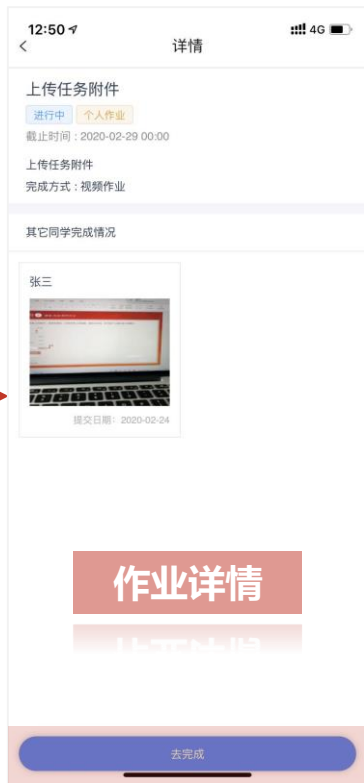 12:50
4G
详情
上传任务附件
进行中 个人作业
截止时间：2020-02-29 00:00
上传任务附件
完成方式：视频作业
其它同学完成情况
张三
提交日期：2020-02-24
作业详情
去完成